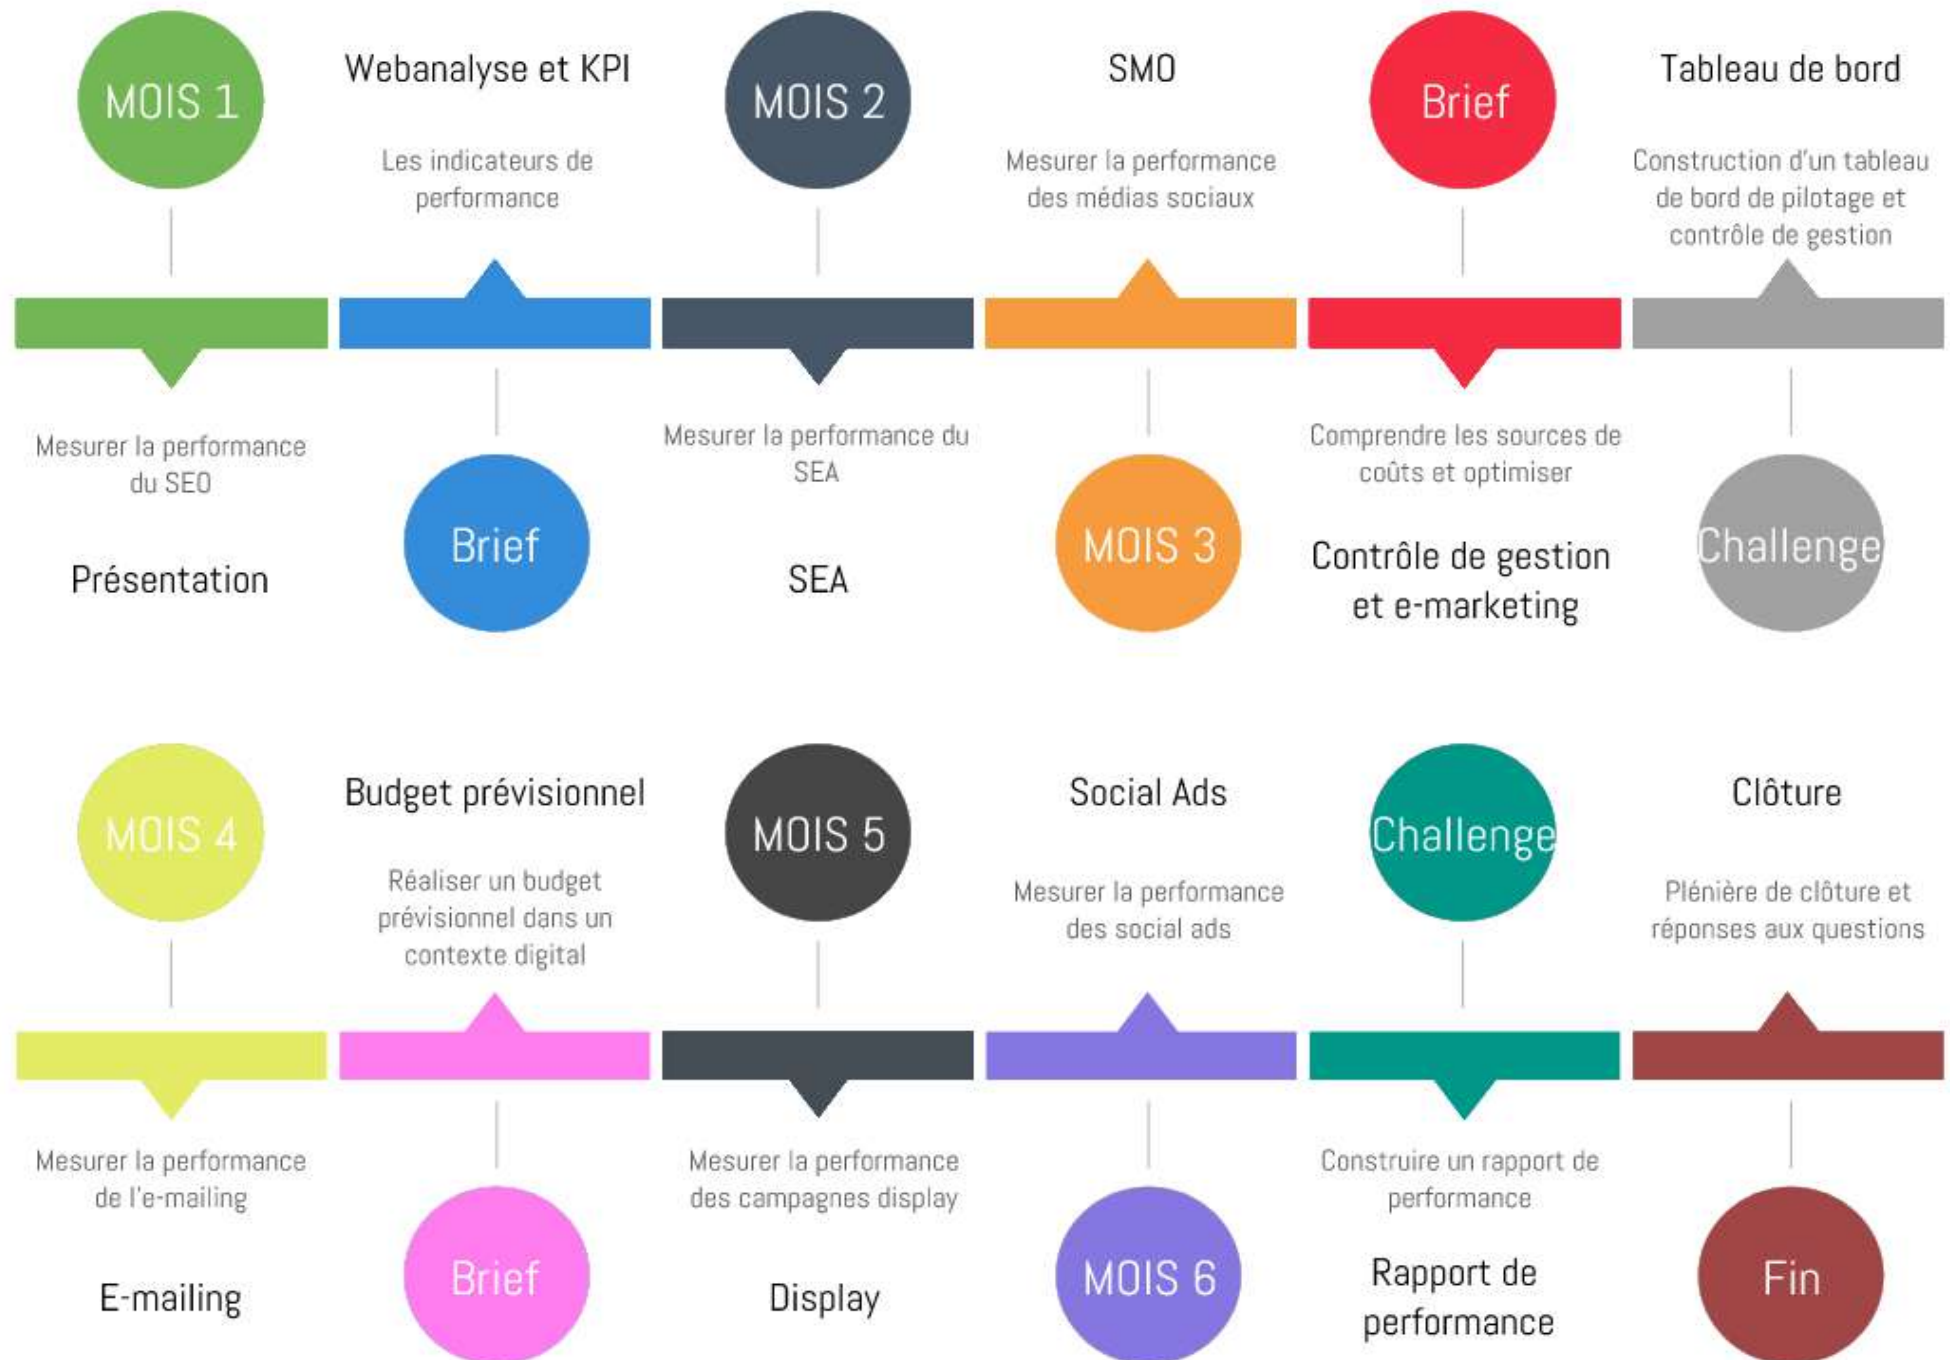 MOIS 1
Mesurer la performance
du SEO
Présentation
Webanalyse et KPI
Les indicateurs de
performance
Brief
MOIS 2
Mesurer la performance du
SEA
SEA
SMO
Mesurer la performance
des médias sociaux
MOIS 3
Brief
Comprendre les sources de
coûts et optimiser
Contrôle de gestion
et e-marketing
Tableau de bord
Construction d'un tableau
de bord de pilotage et
contrôle de gestion
Challenge
MOIS 4
Mesurer la performance
de l'e-mailing
E-mailing
Budget prévisionnel
Réaliser un budget
prévisionnel dans un
contexte digital
Brief
MOIS 5
Mesurer la performance
des campagnes display
Display
Social Ads
Mesurer la performance
des social ads
MOIS 6
Challenge
Construire un rapport de
performance
Rapport de
performance
Clôture
Plénière de clôture et
réponses aux questions
Fin